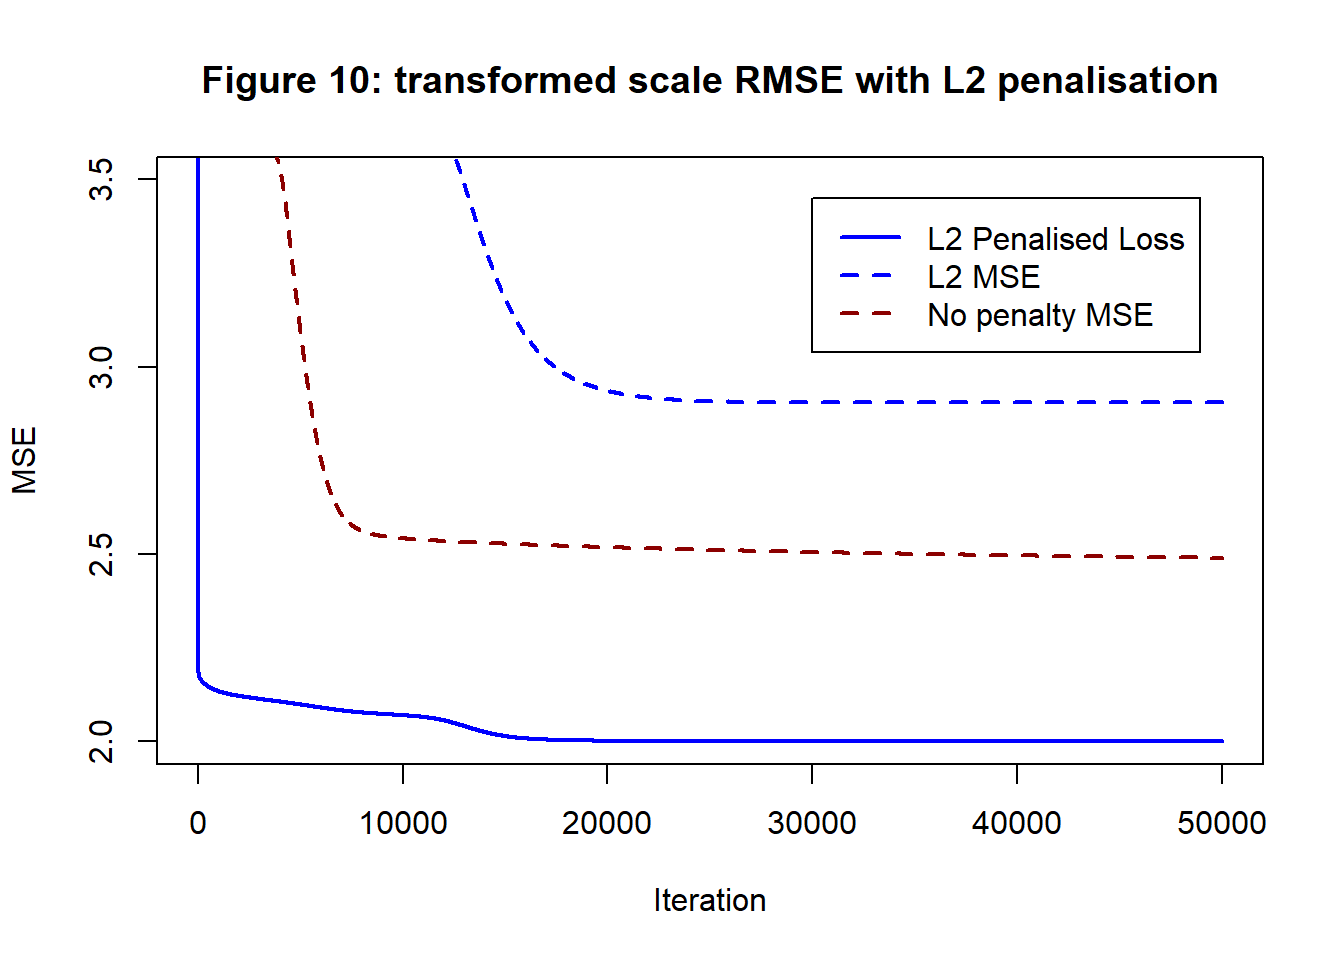 Figure 10: transformed scale RMSE with L2 penalisation
3.5
3.0
2.5
2.0
MSE
L2 Penalised Loss
L2 MSE
No penalty MSE
0 10000 20000 30000 40000 50000
Iteration